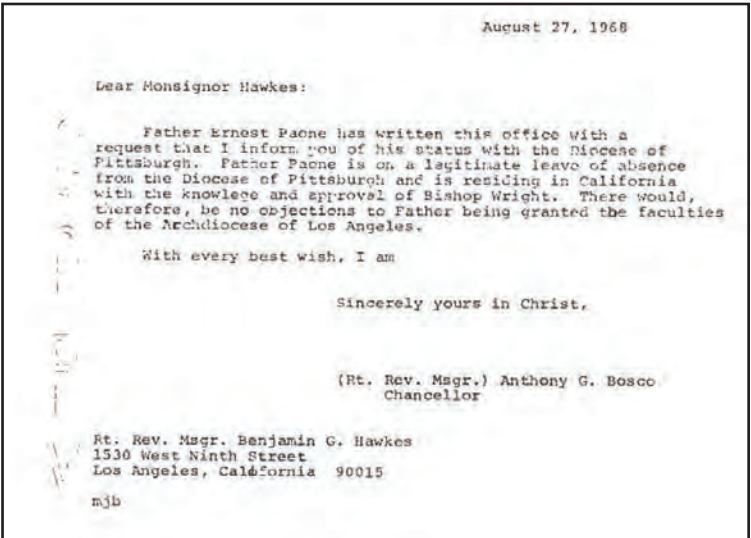 August 27, 1968
Dear Monsignor Hawkes:
Father Ernest Paone has written this office with a
request that I inform you of his status with the Diocese of
Pittsburgh. Father Paone is on a legitimate leave of absence
from the Diocese of Pittsburgh and is residing in California
with the knowlege and approval of Bishop Wright. There would,
therefore, be no objections to Father being granted the faculties
of the Archdiocese of Los Angeles.
With every best wish, I am
Sincerely yours in Christ,
(Rt. Rev. Msgr.) Anthony G. Bosco
Chancellor
Rt. Rev. Msgr. Benjamin G. Hawkes
1530 West Ninth Street
Los Angeles, California 90015
mjb